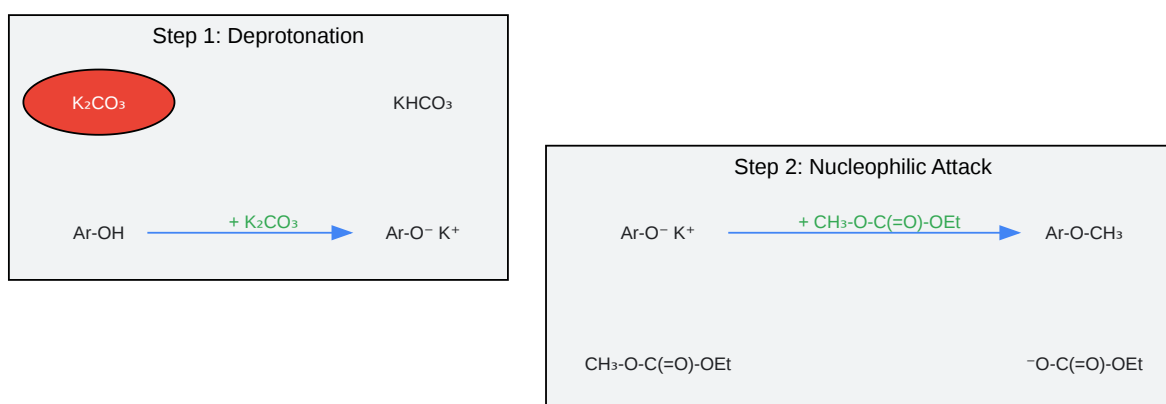 Step 1: Deprotonation
K₂CO₃
KHCO₃
Ar-OH
+ K₂CO₃
Ar-O⁻ K⁺
Step 2: Nucleophilic Attack
Ar-O⁻ K⁺
+ CH₃-O-C(=O)-OEt
Ar-O-CH₃
CH₃-O-C(=O)-OEt
⁻O-C(=O)-OEt